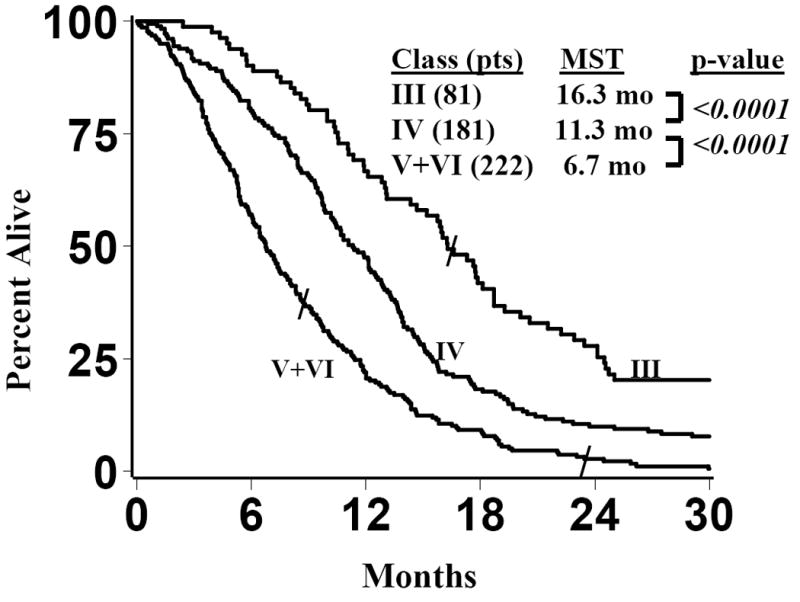 100
75
50
25
0
Percent Alive
Class (pts) MST p-value
III (81) 16.3 mo
<0.0001
IV (181) 11.3 mo
<0.0001
V+VI (222) 6.7 mo
V+VI
IV
III
0 6 12 18 24 30
Months